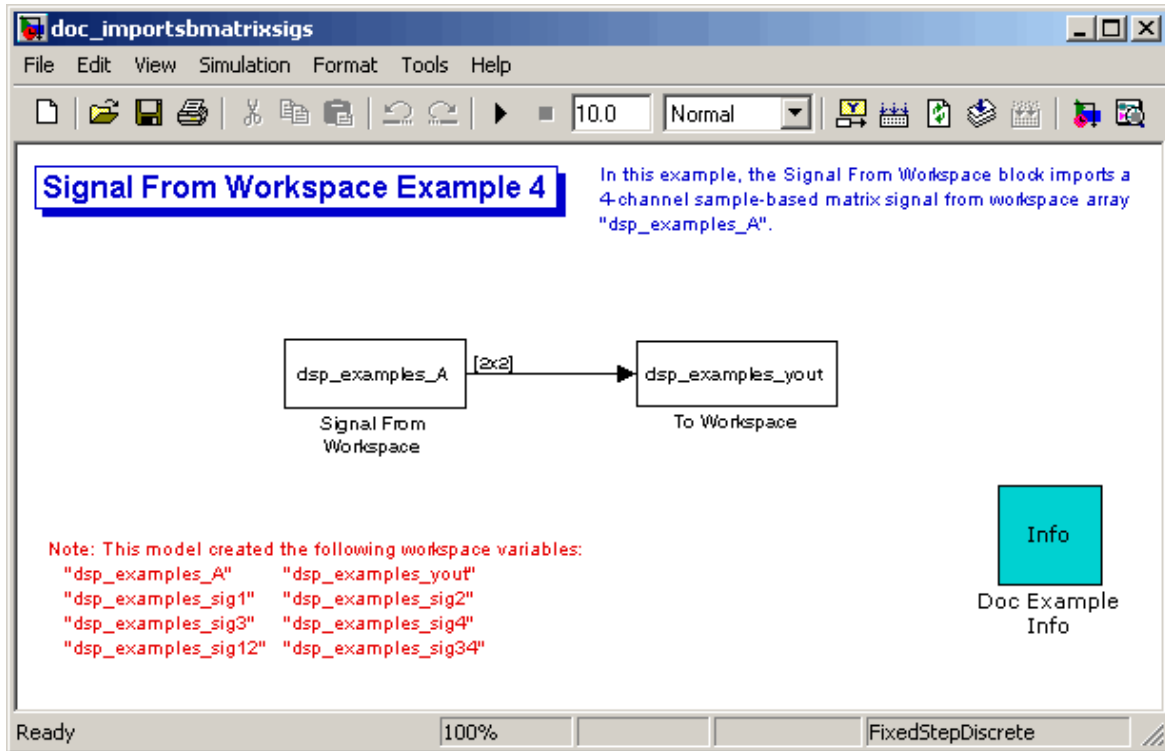 doc_importsbmatrixsigs
File Edit View Simulation Format Tools Help
10.0 Normal
Signal From Workspace Example 4
In this example, the Signal From Workspace block imports a
4-channel sample-based matrix signal from workspace array
"dsp_examples_A".
dsp_examples_A
[2x2]
dsp_examples_yout
Signal From
Workspace
To Workspace
Info
Doc Example
Info
Note: This model created the following workspace variables:
"dsp_examples_A" "dsp_examples_yout"
"dsp_examples_sig1" "dsp_examples_sig2"
"dsp_examples_sig3" "dsp_examples_sig4"
"dsp_examples_sig12" "dsp_examples_sig34"
Ready 100% FixedStepDiscrete